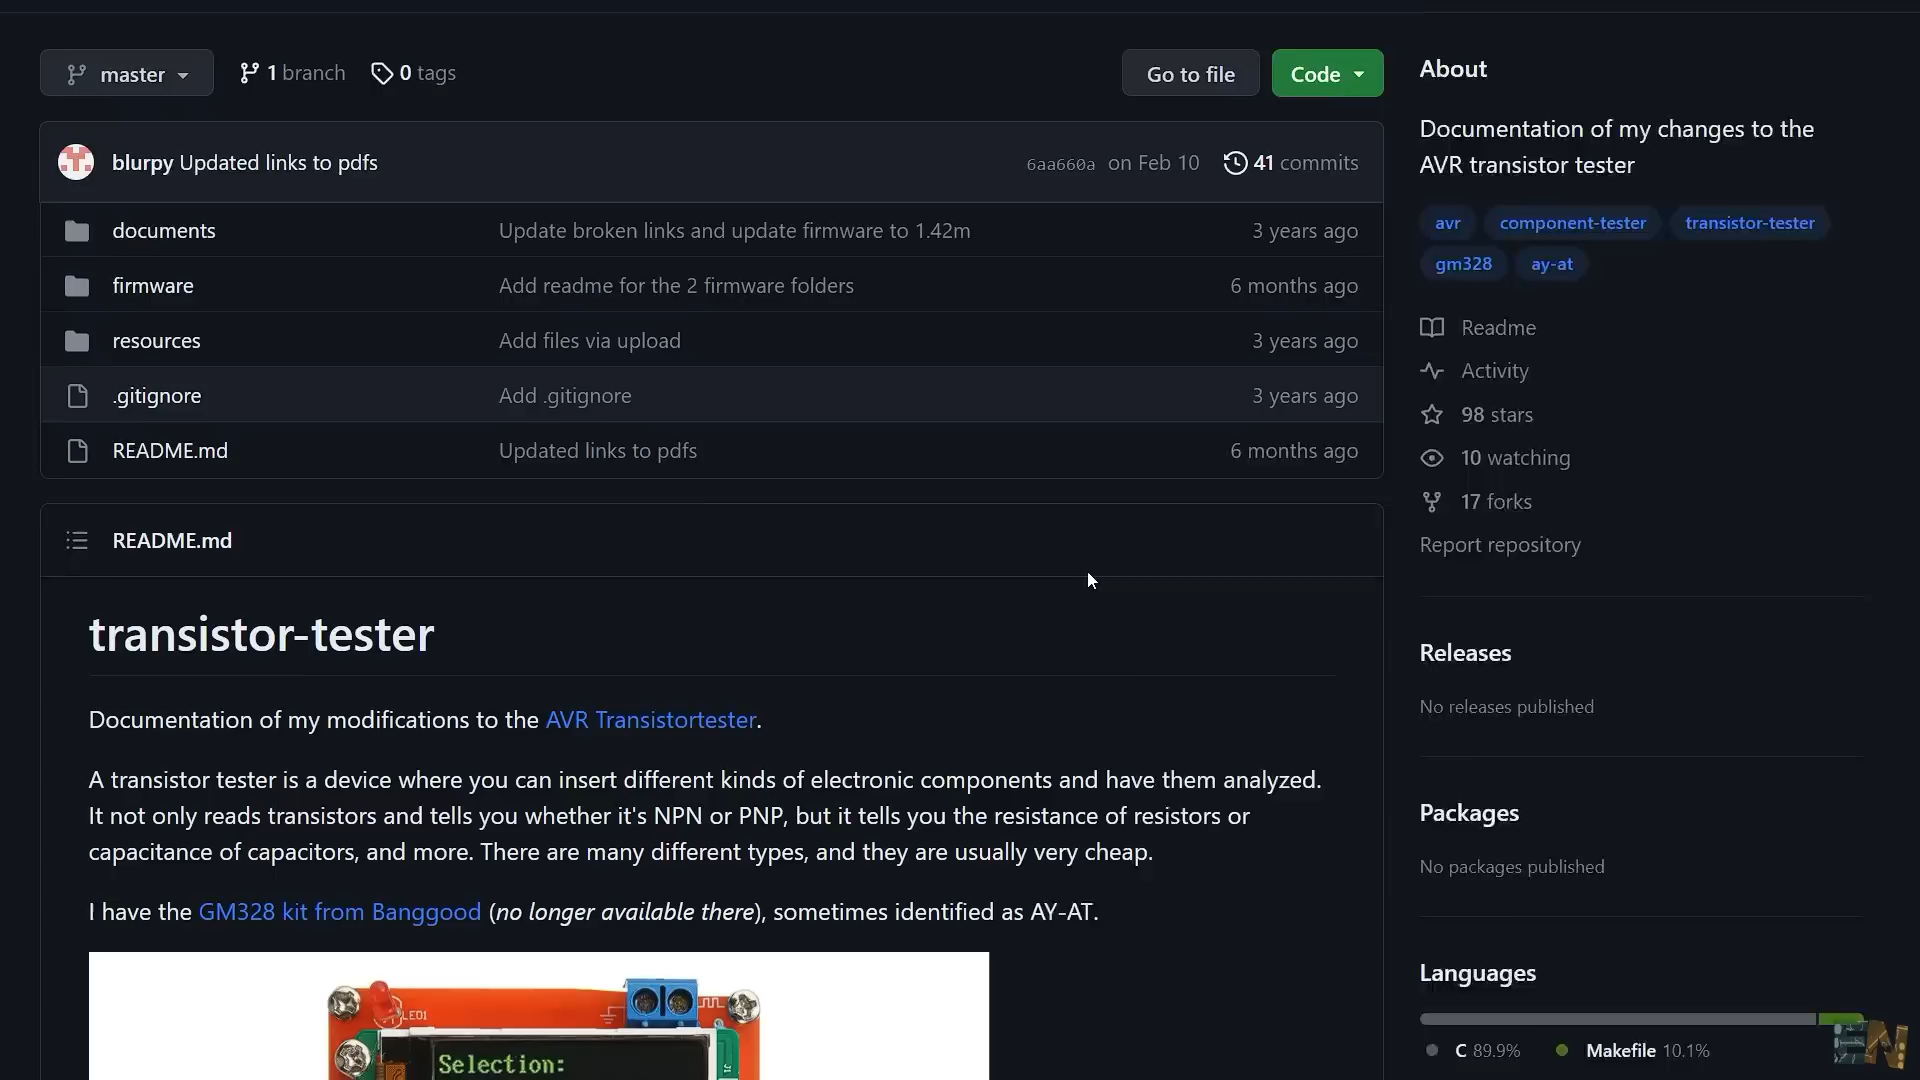 master
1 branch
0 tags
Go to file
Code
blurpy Updated links to pdfs
6aa660a on Feb 10
41 commits
documents
Update broken links and update firmware to 1.42m
3 years ago
firmware
Add readme for the 2 firmware folders
6 months ago
resources
Add files via upload
3 years ago
.gitignore
Add .gitignore
3 years ago
README.md
Updated links to pdfs
6 months ago
README.md
transistor-tester
Documentation of my modifications to the AVR Transistortester.
A transistor tester is a device where you can insert different kinds of electronic components and have them analyzed.
It not only reads transistors and tells you whether it's NPN or PNP, but it tells you the resistance of resistors or
capacitance of capacitors, and more. There are many different types, and they are usually very cheap.
I have the GM328 kit from Banggood (no longer available there), sometimes identified as AY-AT.
LED1
Selection:
J1
About
Documentation of my changes to the
AVR transistor tester
avr component-tester transistor-tester
gm328 ay-at
Readme
Activity
98 stars
10 watching
17 forks
Report repository
Releases
No releases published
Packages
No packages published
Languages
C 89.9% Makefile 10.1%
EN